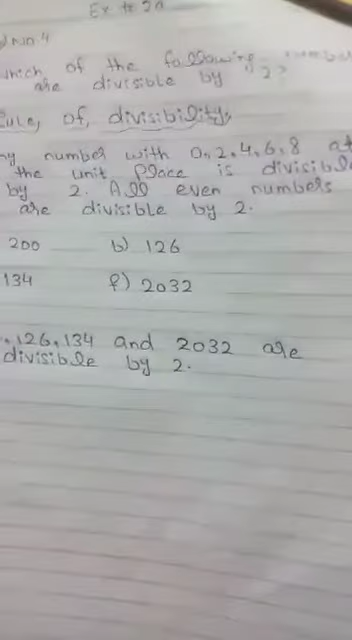 Q No. 4
which of the following number
are divisible by 2?
Rule of divisibility
ny number with 0,2,4,6,8 at
the unit place is divisible
by 2. All even numbers
are divisible by 2.
200 b) 126
134 f) 2032
,126,134 and 2032 are
divisible by 2.